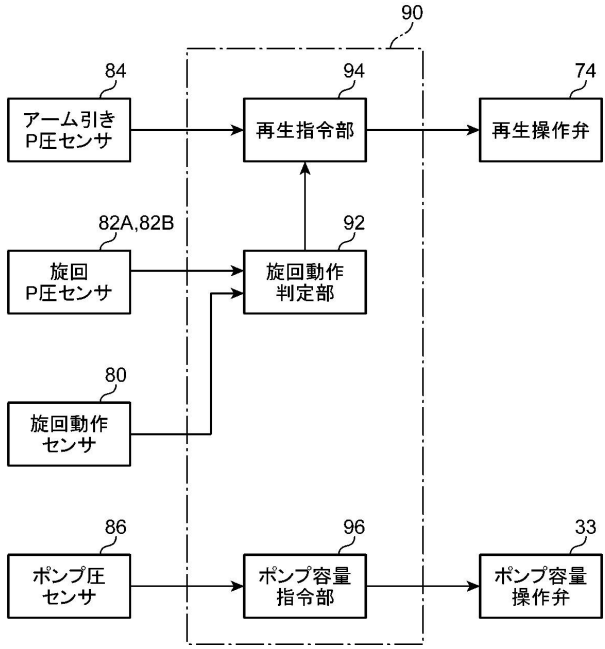 90
84
94
74
アーム引き
P圧センサ
再生指令部
再生操作弁
82A,82B
92
旋回
P圧センサ
旋回動作
判定部
80
旋回動作
センサ
86
96
33
ポンプ圧
センサ
ポンプ容量
指令部
ポンプ容量
操作弁